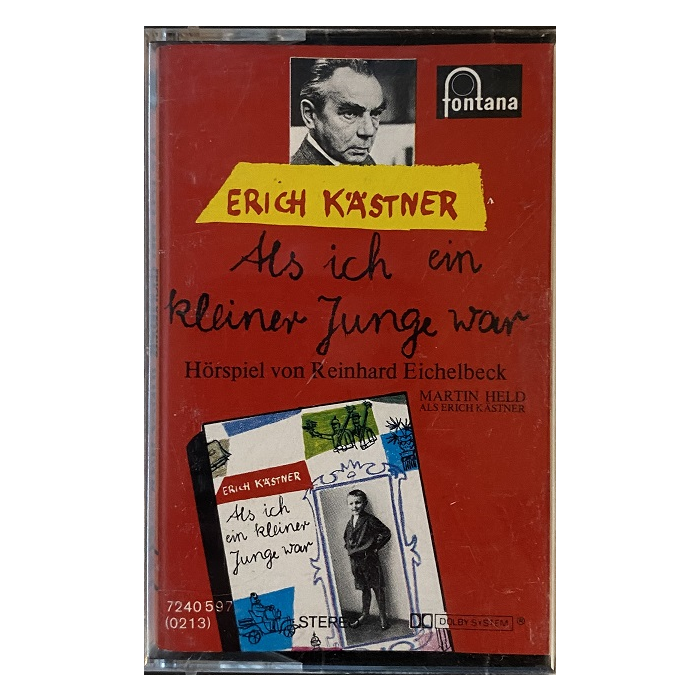 fontana
ERICH KÄSTNER
Als ich ein
kleiner Junge war
Hörspiel von Reinhard Eichelbeck
MARTIN HELD
ALS ERICH KÄSTNER
ERICH KÄSTNER
Als ich
ein kleiner
Junge war
7240 597
(0213)
STEREO
DOLBY SYSTEM ®